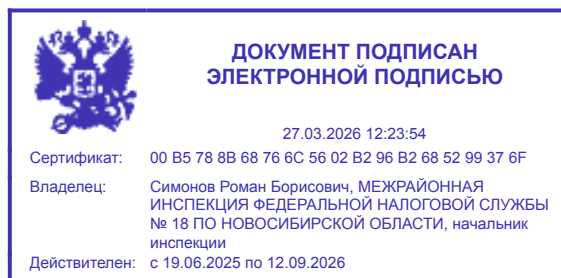 ДОКУМЕНТ ПОДПИСАН
ЭЛЕКТРОННОЙ ПОДПИСЬЮ
27.03.2026 12:23:54
Сертификат: 00 B5 78 8B 68 76 6C 56 02 B2 96 B2 68 52 99 37 6F
Владелец: Симонов Роман Борисович, МЕЖРАЙОННАЯ
ИНСПЕКЦИЯ ФЕДЕРАЛЬНОЙ НАЛОГОВОЙ СЛУЖБЫ
№ 18 ПО НОВОСИБИРСКОЙ ОБЛАСТИ, начальник
инспекции
Действителен: с 19.06.2025 по 12.09.2026